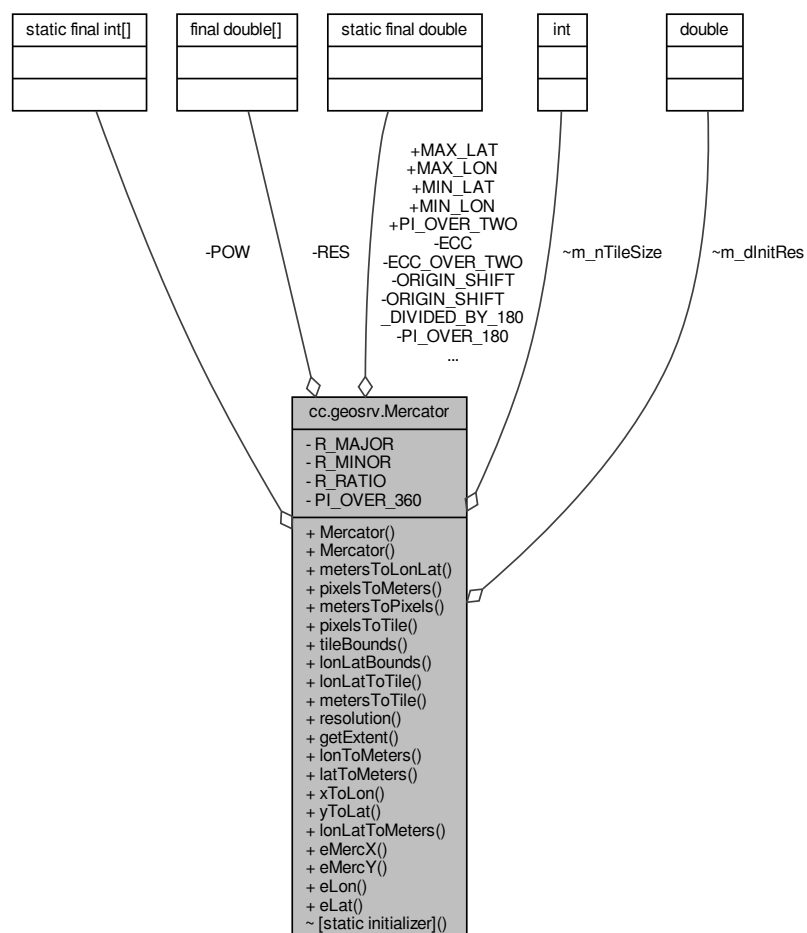 static final int[]
final double[]
static final double
int
double
+MAX_LAT
+MAX_LON
+MIN_LAT
+MIN_LON
+PI_OVER_TWO
-ECC
-ECC_OVER_TWO
-ORIGIN_SHIFT
-ORIGIN_SHIFT
_DIVIDED_BY_180
-PI_OVER_180
...
-POW
-RES
~m_nTileSize
~m_dInitRes
cc.geosrv.Mercator
- R_MAJOR
- R_MINOR
- R_RATIO
- PI_OVER_360
+ Mercator()
+ Mercator()
+ metersToLonLat()
+ pixelsToMeters()
+ metersToPixels()
+ pixelsToTile()
+ tileBounds()
+ lonLatBounds()
+ lonLatToTile()
+ metersToTile()
+ resolution()
+ getExtent()
+ lonToMeters()
+ latToMeters()
+ xToLon()
+ yToLat()
+ lonLatToMeters()
+ eMercX()
+ eMercY()
+ eLon()
+ eLat()
~ [static initializer]()